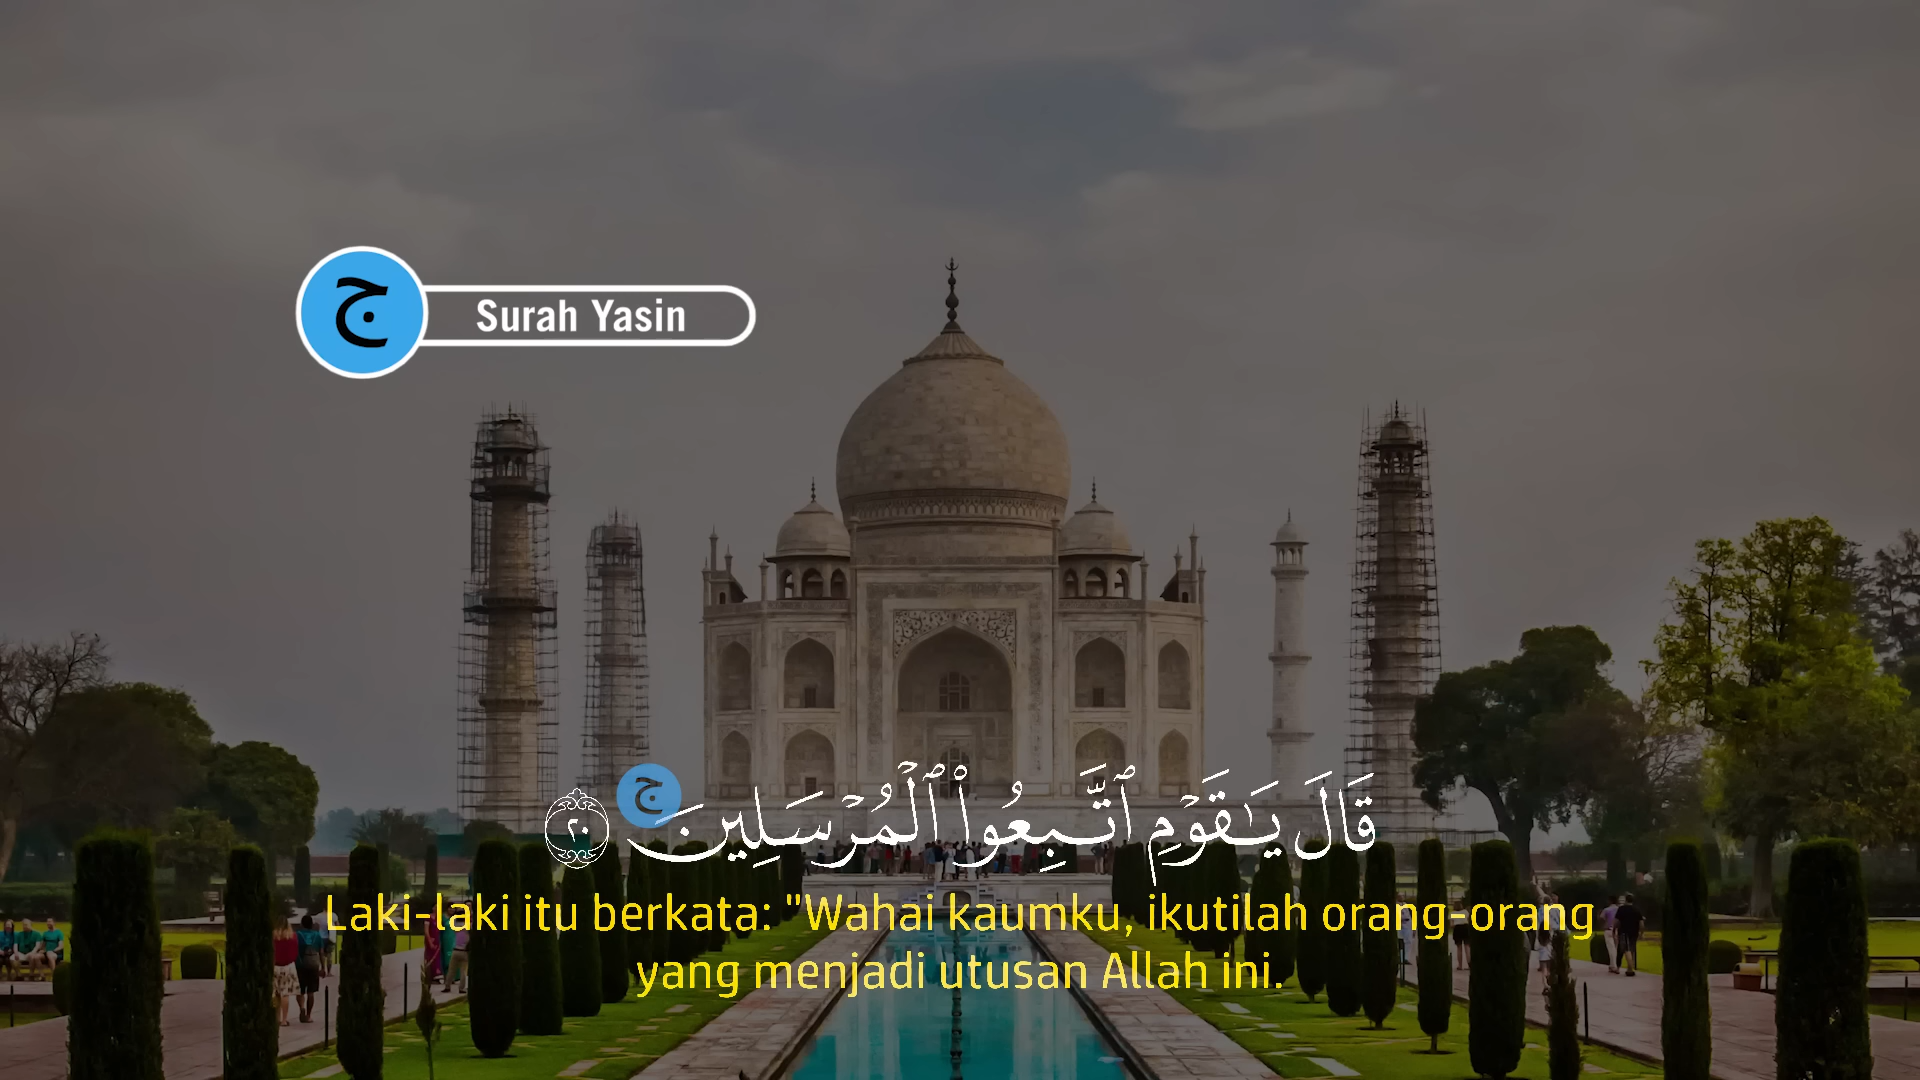 ج
Surah Yasin
ج
قَالَ يَـٰقَوْمِ ٱتَّبِعُوا۟ ٱلْمُرْسَلِينَ ٢٠
Laki-laki itu berkata: "Wahai kaumku, ikutilah orang-orang
yang menjadi utusan Allah ini.